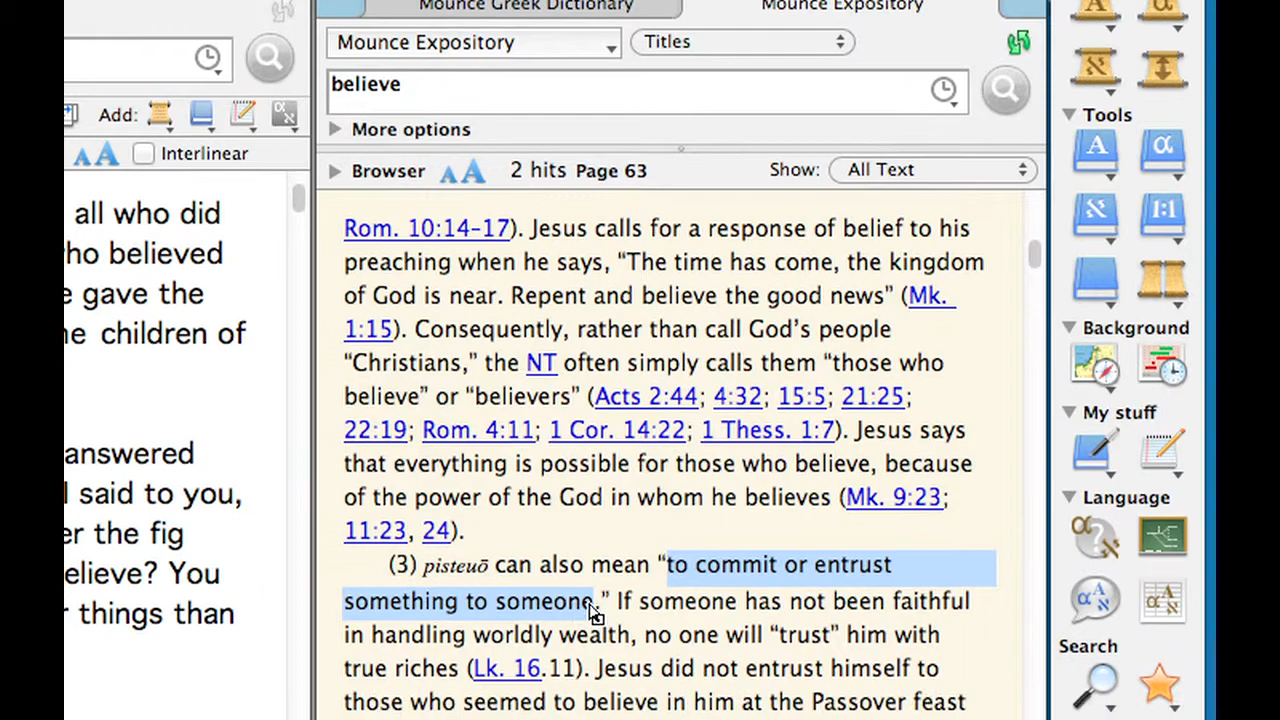 Mounce Greek Dictionary
Mounce Expository
Mounce Expository
Titles
believe
More options
Add:
Interlinear
Browser
2 hits Page 63
Show:
All Text
all who did
who believed
gave the
children of
answered
said to you,
the fig
believe? You
things than
Rom. 10:14–17). Jesus calls for a response of belief to his
preaching when he says, “The time has come, the kingdom
of God is near. Repent and believe the good news” (Mk.
1:15). Consequently, rather than call God’s people
“Christians,” the NT often simply calls them “those who
believe” or “believers” (Acts 2:44; 4:32; 15:5; 21:25;
22:19; Rom. 4:11; 1 Cor. 14:22; 1 Thess. 1:7). Jesus says
that everything is possible for those who believe, because
of the power of the God in whom he believes (Mk. 9:23;
11:23, 24).
(3) pisteuō can also mean “to commit or entrust
something to someone.” If someone has not been faithful
in handling worldly wealth, no one will “trust” him with
true riches (Lk. 16.11). Jesus did not entrust himself to
those who seemed to believe in him at the Passover feast
Tools
A
α
א
1:1
Background
My stuff
Language
Search